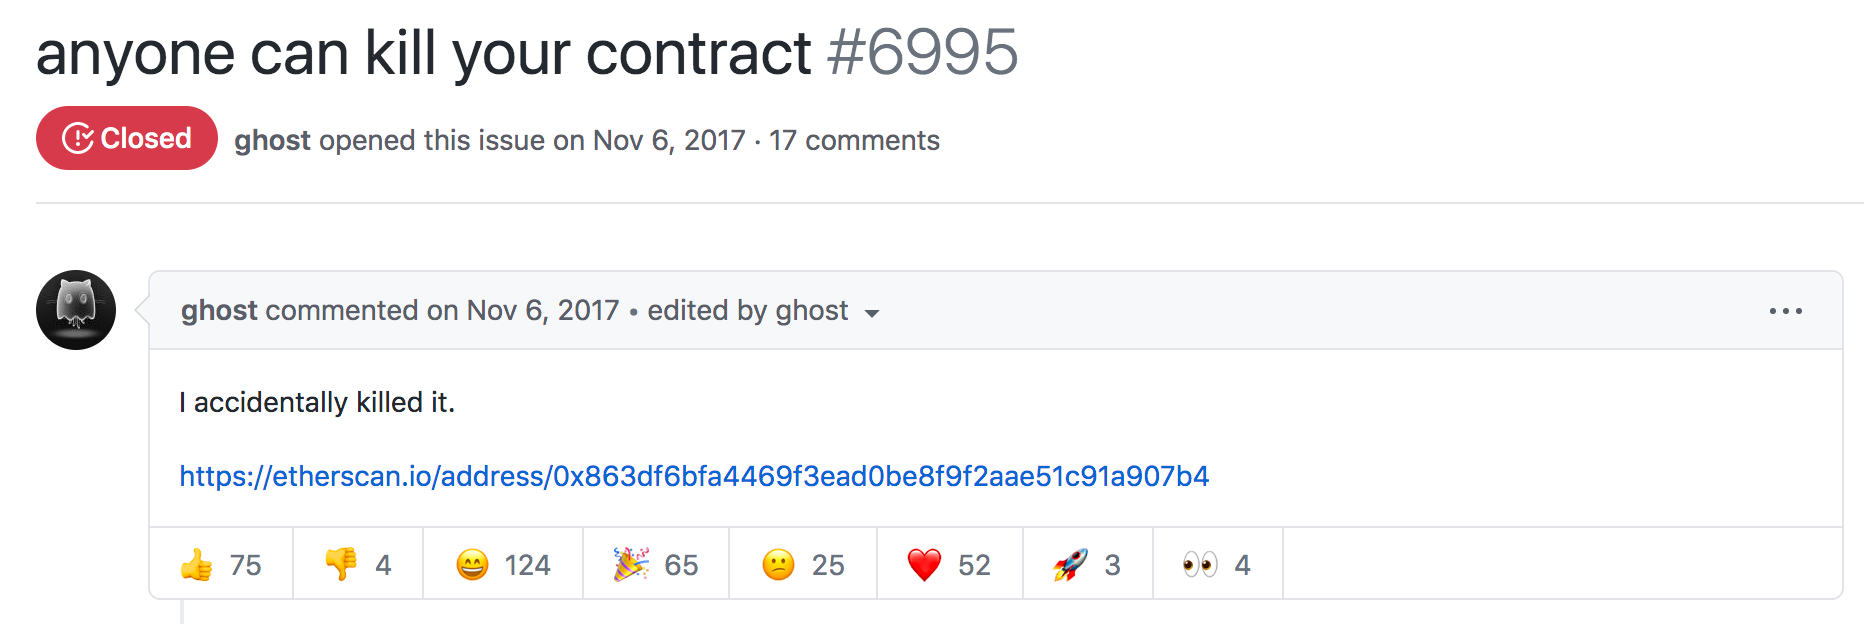 anyone can kill your contract #6995
Closed ghost opened this issue on Nov 6, 2017 · 17 comments
ghost commented on Nov 6, 2017 • edited by ghost
I accidentally killed it.
https://etherscan.io/address/0x863df6bfa4469f3ead0be8f9f2aae51c91a907b4
👍 75 👎 4 😄 124 🎉 65 😕 25 ❤️ 52 🚀 3 👀 4